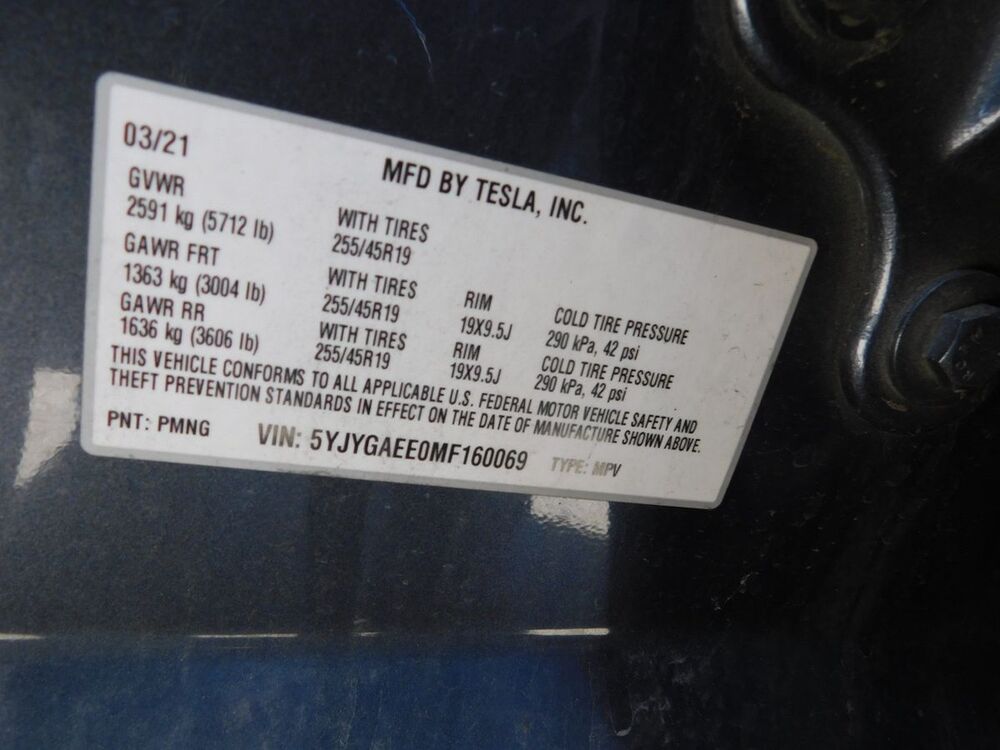 03/21
MFD BY TESLA, INC.
GVWR
2591 kg (5712 lb)
WITH TIRES
255/45R19
GAWR FRT
1363 kg (3004 lb)
WITH TIRES
255/45R19
RIM
19X9.5J
COLD TIRE PRESSURE
290 kPa, 42 psi
GAWR RR
1636 kg (3606 lb)
WITH TIRES
255/45R19
RIM
19X9.5J
COLD TIRE PRESSURE
290 kPa, 42 psi
THIS VEHICLE CONFORMS TO ALL APPLICABLE U.S. FEDERAL MOTOR VEHICLE SAFETY AND
THEFT PREVENTION STANDARDS IN EFFECT ON THE DATE OF MANUFACTURE SHOWN ABOVE.
PNT: PMNG VIN: 5YJYGAEE0MF160069 TYPE: MPV